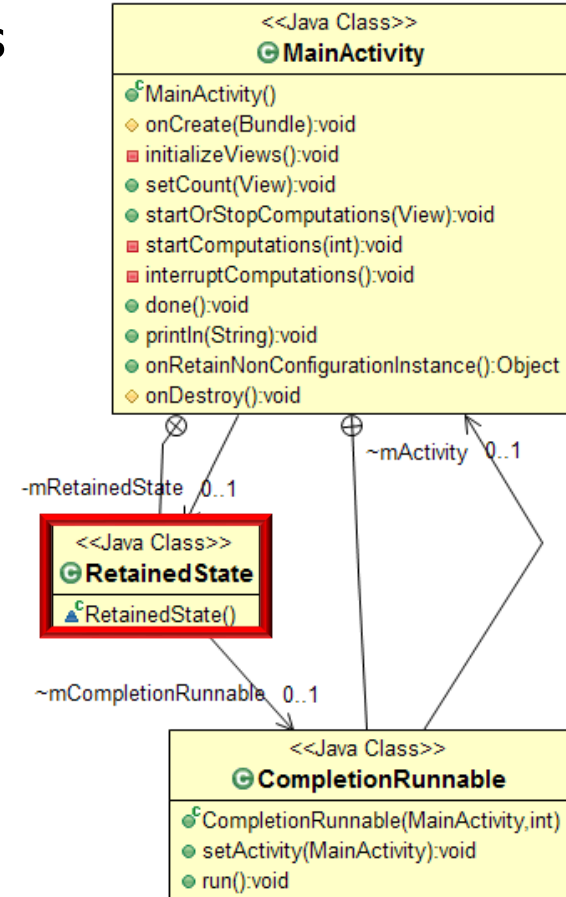 s
<<Java Class>>
MainActivity
MainActivity()
onCreate(Bundle):void
initializeViews():void
setCount(View):void
startOrStopComputations(View):void
startComputations(int):void
interruptComputations():void
done():void
println(String):void
onRetainNonConfigurationInstance():Object
onDestroy():void
~mActivity 0..1
-mRetainedState 0..1
<<Java Class>>
RetainedState
RetainedState()
~mCompletionRunnable 0..1
<<Java Class>>
CompletionRunnable
CompletionRunnable(MainActivity,int)
setActivity(MainActivity):void
run():void